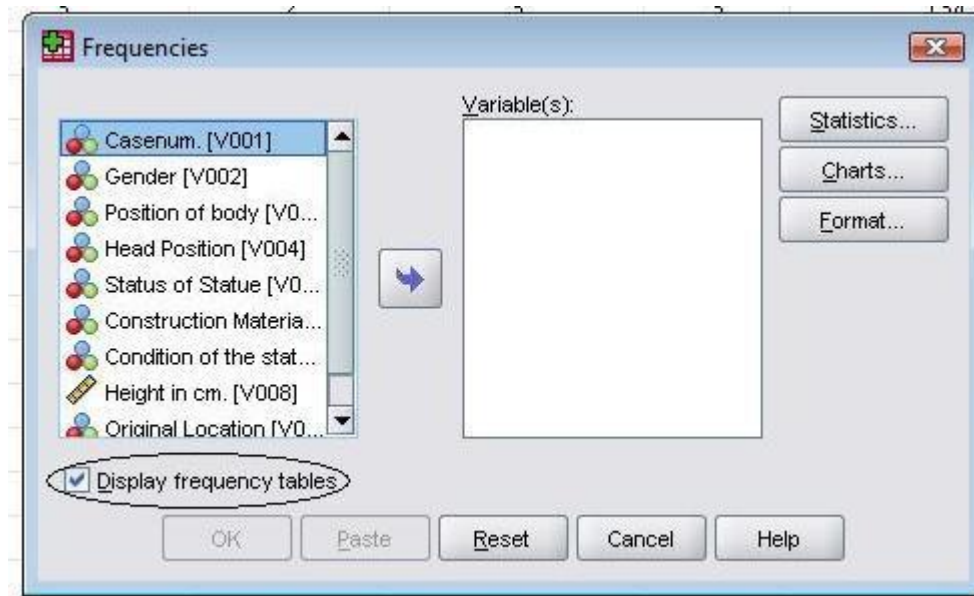 Frequencies
Variable(s):
Casenum. [V001]
Gender [V002]
Position of body [V0...
Head Position [V004]
Status of Statue [V0...
Construction Materia...
Condition of the stat...
Height in cm. [V008]
Original Location [V0...
Statistics...
Charts...
Format...
Display frequency tables
OK
Paste
Reset
Cancel
Help